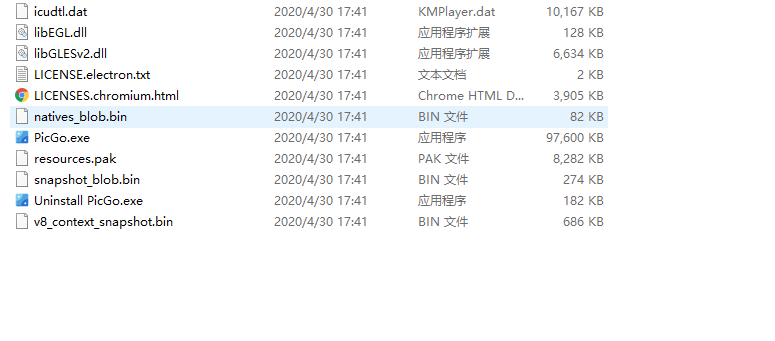 icudtl.dat 2020/4/30 17:41 KMPlayer.dat 10,167 KB
libEGL.dll 2020/4/30 17:41 应用程序扩展 128 KB
libGLESv2.dll 2020/4/30 17:41 应用程序扩展 6,634 KB
LICENSE.electron.txt 2020/4/30 17:41 文本文档 2 KB
LICENSES.chromium.html 2020/4/30 17:41 Chrome HTML D... 3,905 KB
natives_blob.bin 2020/4/30 17:41 BIN 文件 82 KB
PicGo.exe 2020/4/30 17:41 应用程序 97,600 KB
resources.pak 2020/4/30 17:41 PAK 文件 8,282 KB
snapshot_blob.bin 2020/4/30 17:41 BIN 文件 274 KB
Uninstall PicGo.exe 2020/4/30 17:41 应用程序 182 KB
v8_context_snapshot.bin 2020/4/30 17:41 BIN 文件 686 KB